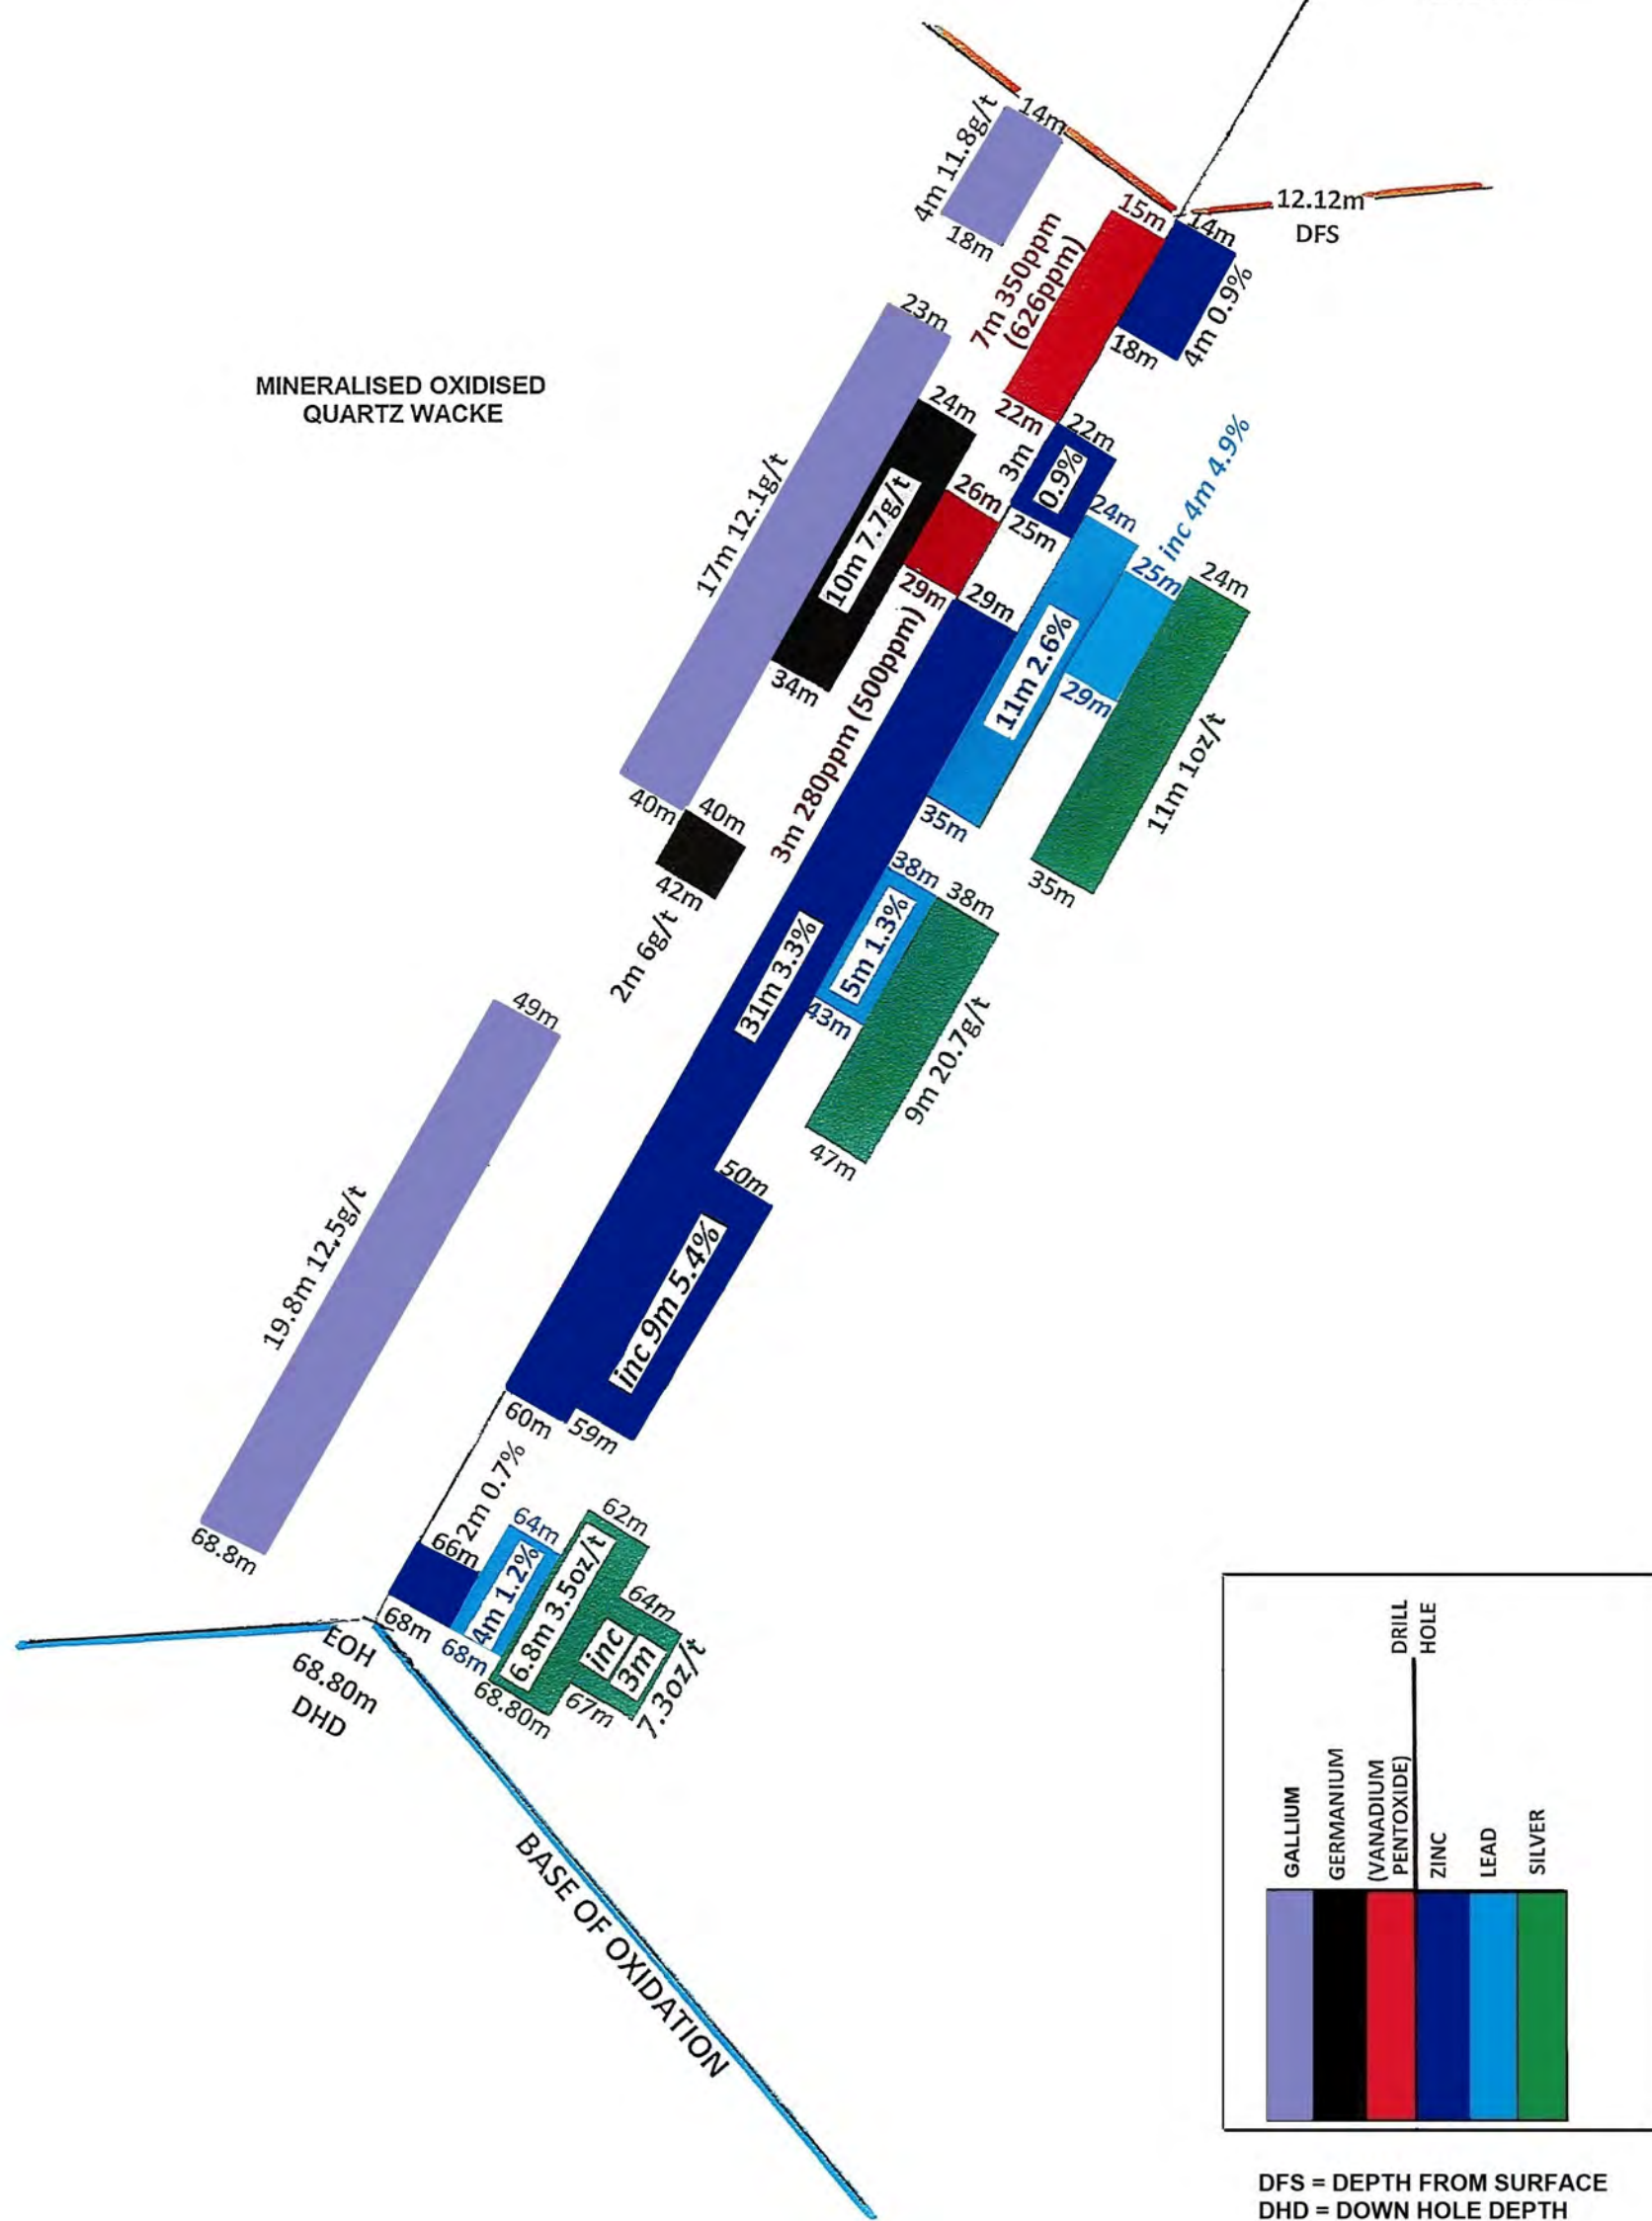 14m
4m 11.8g/t
18m
12.12m
DFS
15m
14m
7m 350ppm
(626ppm)
18m
4m 0.9%
22m
MINERALISED OXIDISED
QUARTZ WACKE
23m
17m 12.1g/t
40m
24m
10m 7.7g/t
34m
22m
3m
0.9%
25m
26m
29m
3m 280ppm (500ppm)
24m
11m 2.6%
35m
inc 4m 4.9%
25m
29m
24m
11m 1oz/t
35m
29m
31m 3.3%
60m
40m
42m
2m 6g/t
38m
5m 1.3%
43m
38m
9m 20.7g/t
47m
49m
19.8m 12.5g/t
68.8m
50m
inc 9m 5.4%
59m
2m 0.7%
66m
68m
64m
4m 1.2%
68m
62m
6.8m 3.5oz/t
68.80m
64m
inc
3m
7.3oz/t
67m
EOH
68.80m
DHD
BASE OF OXIDATION
DRILL
HOLE
GALLIUM
GERMANIUM
(VANADIUM
PENTOXIDE)
ZINC
LEAD
SILVER
DFS = DEPTH FROM SURFACE
DHD = DOWN HOLE DEPTH